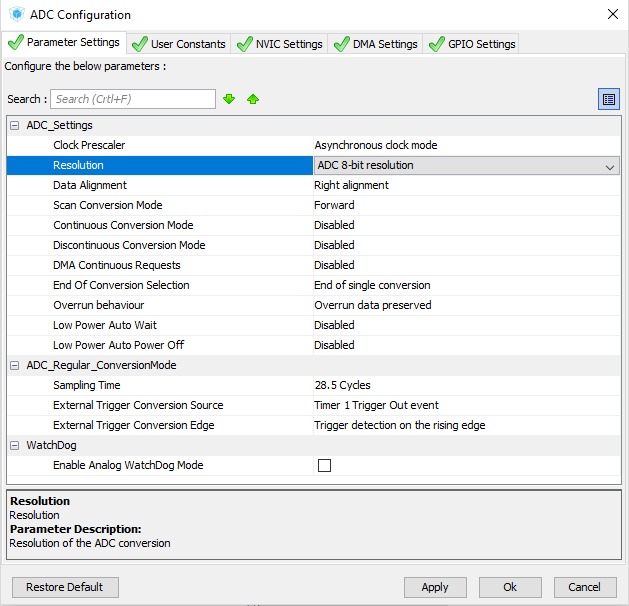 ADC Configuration
Parameter Settings User Constants NVIC Settings DMA Settings GPIO Settings
Configure the below parameters :
Search : Search (Crtl+F)
ADC_Settings
Clock Prescaler Asynchronous clock mode
Resolution ADC 8-bit resolution
Data Alignment Right alignment
Scan Conversion Mode Forward
Continuous Conversion Mode Disabled
Discontinuous Conversion Mode Disabled
DMA Continuous Requests Disabled
End Of Conversion Selection End of single conversion
Overrun behaviour Overrun data preserved
Low Power Auto Wait Disabled
Low Power Auto Power Off Disabled
ADC_Regular_ConversionMode
Sampling Time 28.5 Cycles
External Trigger Conversion Source Timer 1 Trigger Out event
External Trigger Conversion Edge Trigger detection on the rising edge
WatchDog
Enable Analog WatchDog Mode
Resolution
Resolution
Parameter Description:
Resolution of the ADC conversion
Restore Default Apply Ok Cancel